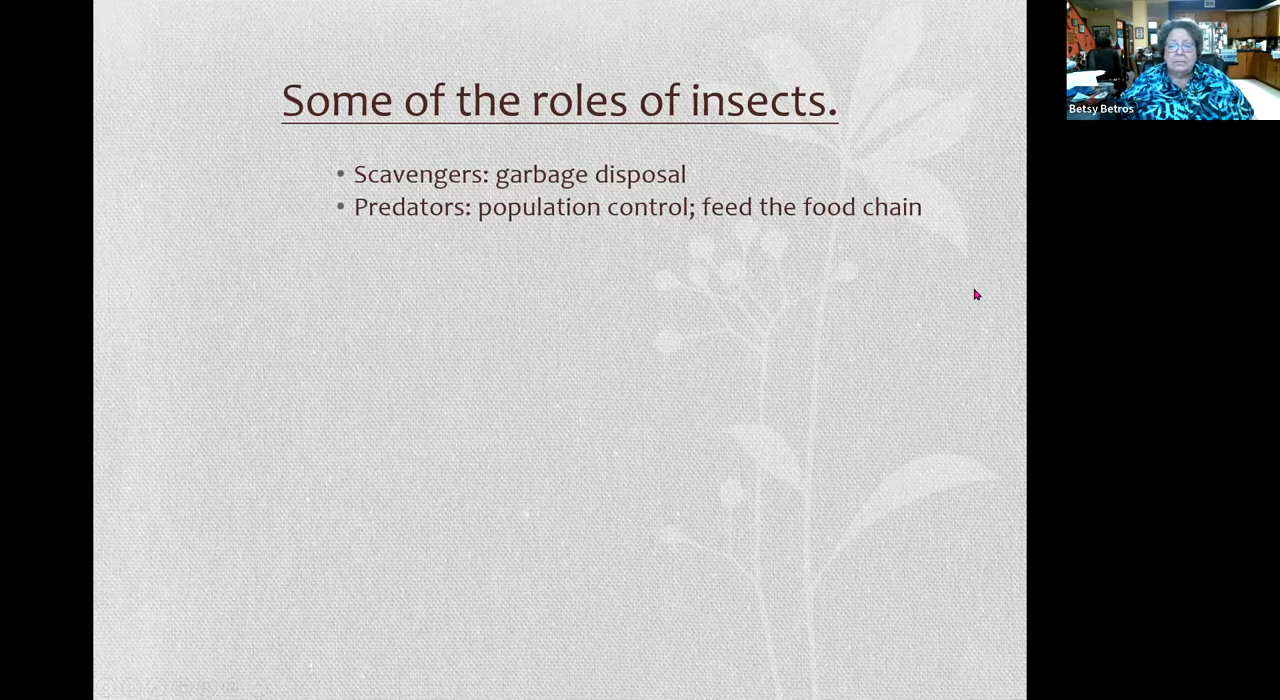 Some of the roles of insects.
• Scavengers: garbage disposal
• Predators: population control; feed the food chain
Betsy Betros